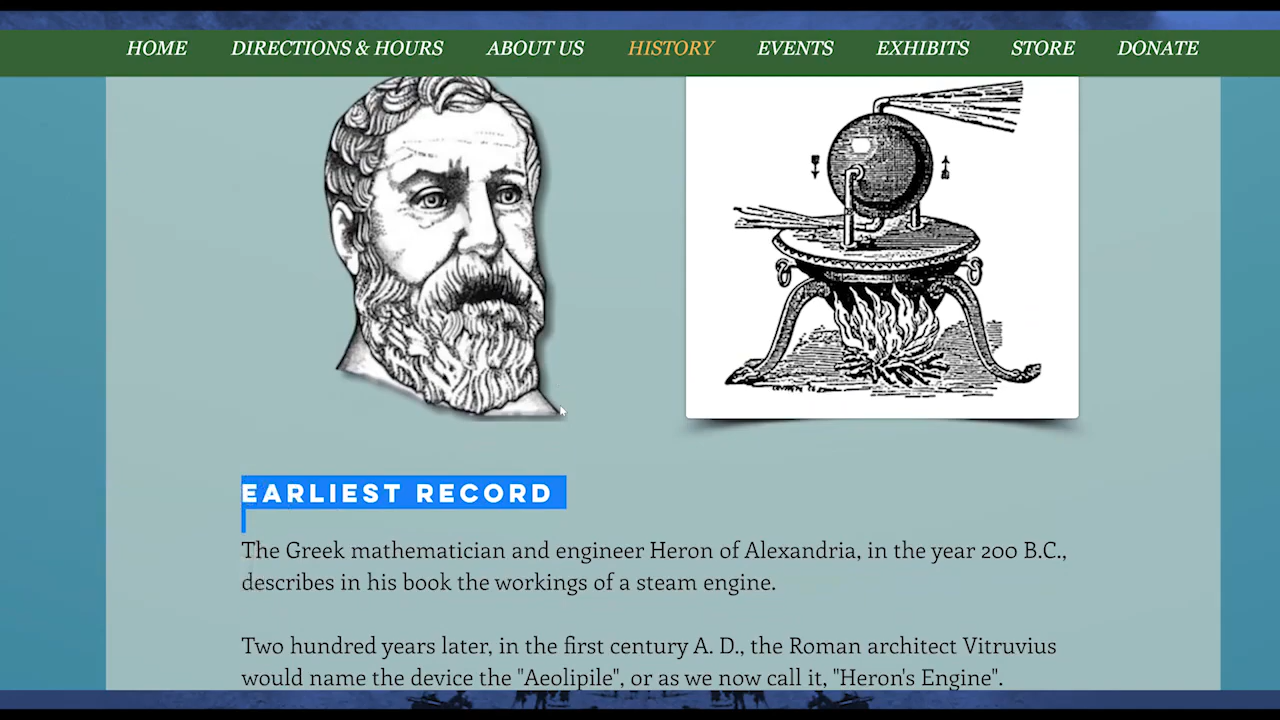 HOME DIRECTIONS & HOURS ABOUT US HISTORY EVENTS EXHIBITS STORE DONATE
EARLIEST RECORD
The Greek mathematician and engineer Heron of Alexandria, in the year 200 B.C.,
describes in his book the workings of a steam engine.
Two hundred years later, in the first century A. D., the Roman architect Vitruvius
would name the device the "Aeolipile", or as we now call it, "Heron's Engine".